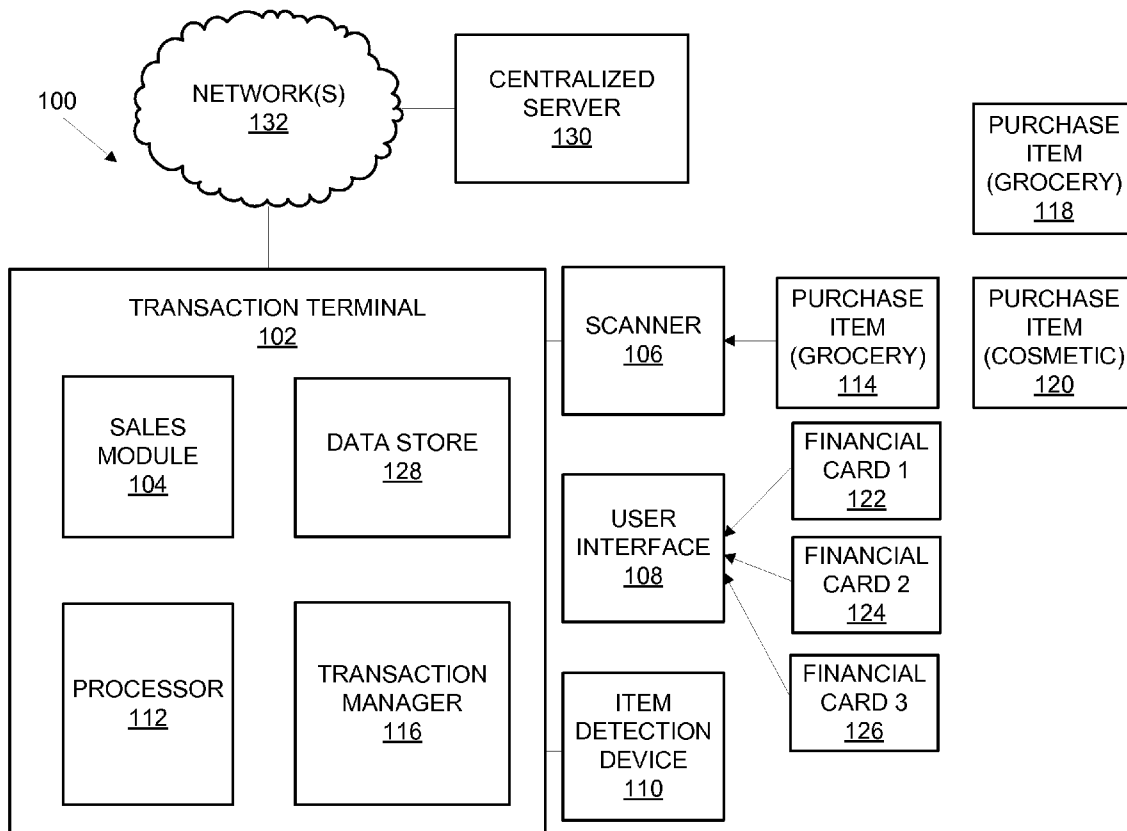 100
NETWORK(S)
132
CENTRALIZED
SERVER
130
PURCHASE
ITEM
(GROCERY)
118
TRANSACTION TERMINAL
102
SCANNER
106
PURCHASE
ITEM
(GROCERY)
114
PURCHASE
ITEM
(COSMETIC)
120
SALES
MODULE
104
DATA STORE
128
USER
INTERFACE
108
FINANCIAL
CARD 1
122
FINANCIAL
CARD 2
124
FINANCIAL
CARD 3
126
PROCESSOR
112
TRANSACTION
MANAGER
116
ITEM
DETECTION
DEVICE
110